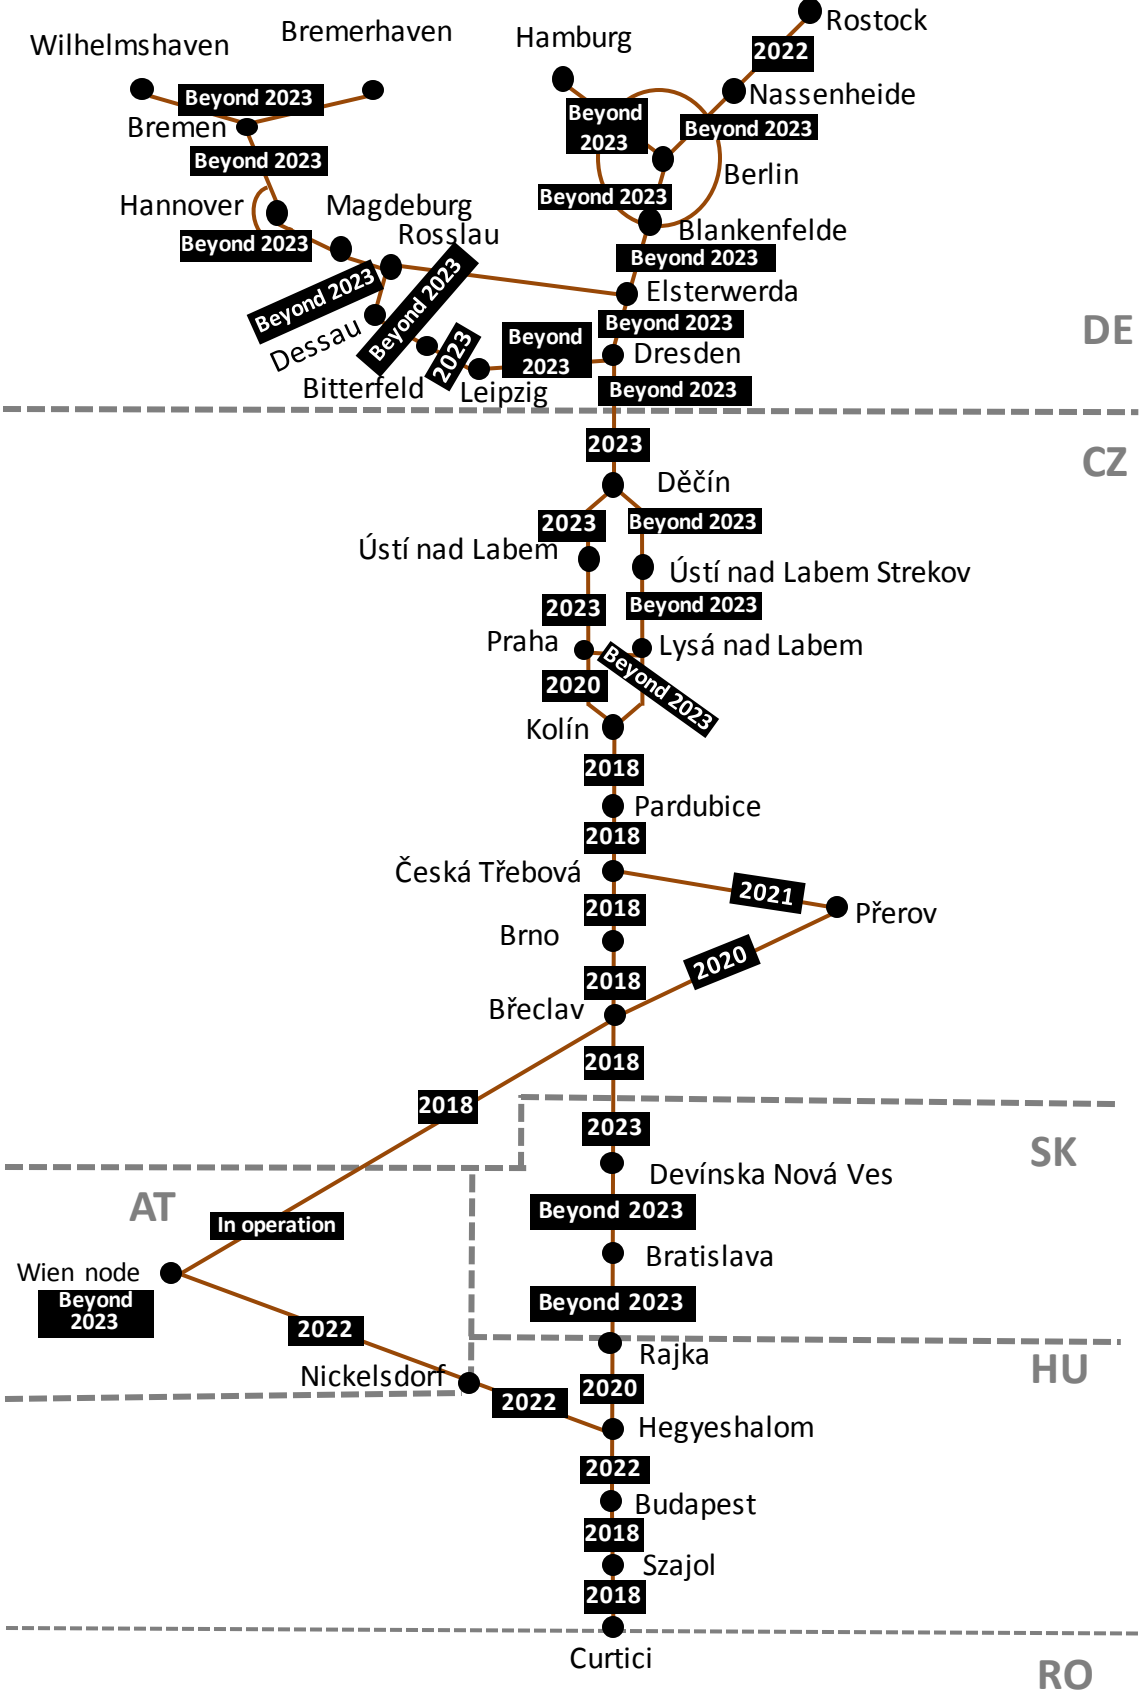 Rostock
Bremerhaven
Hamburg
Wilhelmshaven
2022
Nassenheide
Beyond 2023
Beyond
2023
Beyond 2023
Bremen
Beyond 2023
Berlin
Beyond 2023
Hannover
Magdeburg
Rosslau
Blankenfelde
Beyond 2023
Beyond 2023
Elsterwerda
Beyond 2023
Beyond 2023
Beyond 2023
DE
Dessau
Beyond
2023
2023
Dresden
Bitterfeld
Leipzig
Beyond 2023
2023
CZ
Děčín
2023
Beyond 2023
Ústí nad Labem
Ústí nad Labem Strekov
2023
Beyond 2023
Praha
Lysá nad Labem
2020
Beyond 2023
Kolín
2018
Pardubice
2018
Česká Třebová
2021
2018
Přerov
Brno
2020
2018
Břeclav
2018
2018
2023
SK
Devínska Nová Ves
AT
Beyond 2023
In operation
Bratislava
Wien node
Beyond
2023
Beyond 2023
2022
Rajka
HU
Nickelsdorf
2020
2022
Hegyeshalom
2022
Budapest
2018
Szajol
2018
Curtici
RO